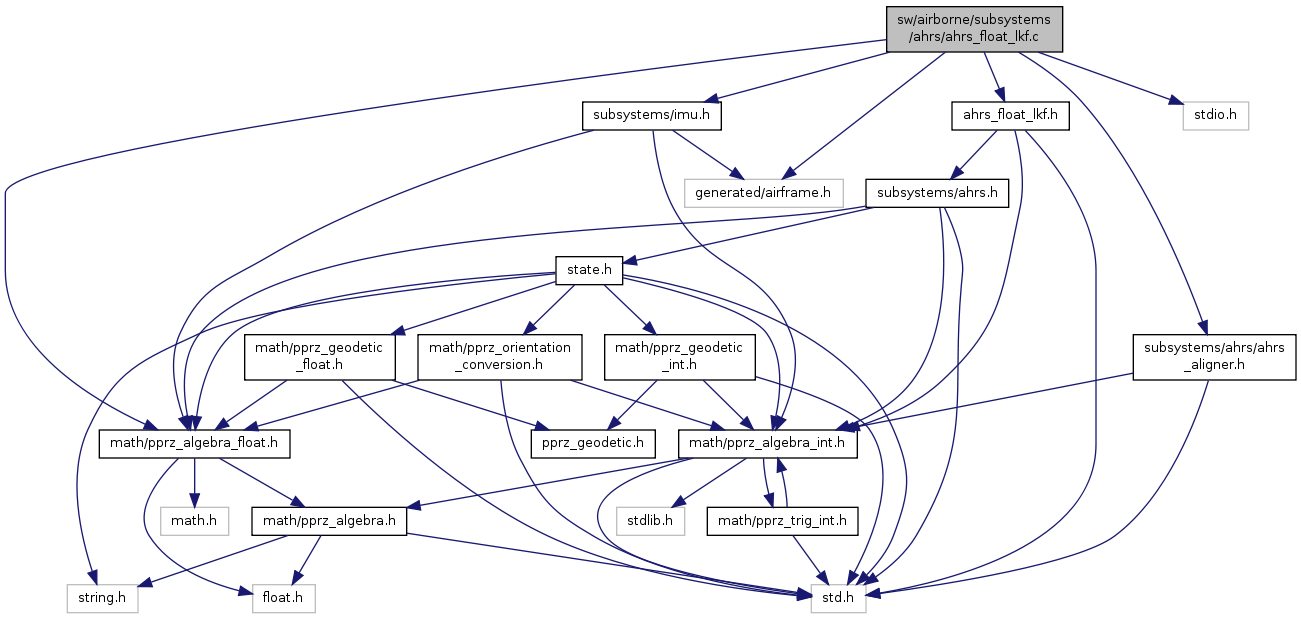 sw/airborne/subsystems
/ahrs/ahrs_float_lkf.c
subsystems/imu.h
ahrs_float_lkf.h
stdio.h
generated/airframe.h
subsystems/ahrs.h
state.h
math/pprz_geodetic
_float.h
math/pprz_orientation
_conversion.h
math/pprz_geodetic
_int.h
subsystems/ahrs/ahrs
_aligner.h
math/pprz_algebra_float.h
pprz_geodetic.h
math/pprz_algebra_int.h
math.h
math/pprz_algebra.h
stdlib.h
math/pprz_trig_int.h
string.h
float.h
std.h